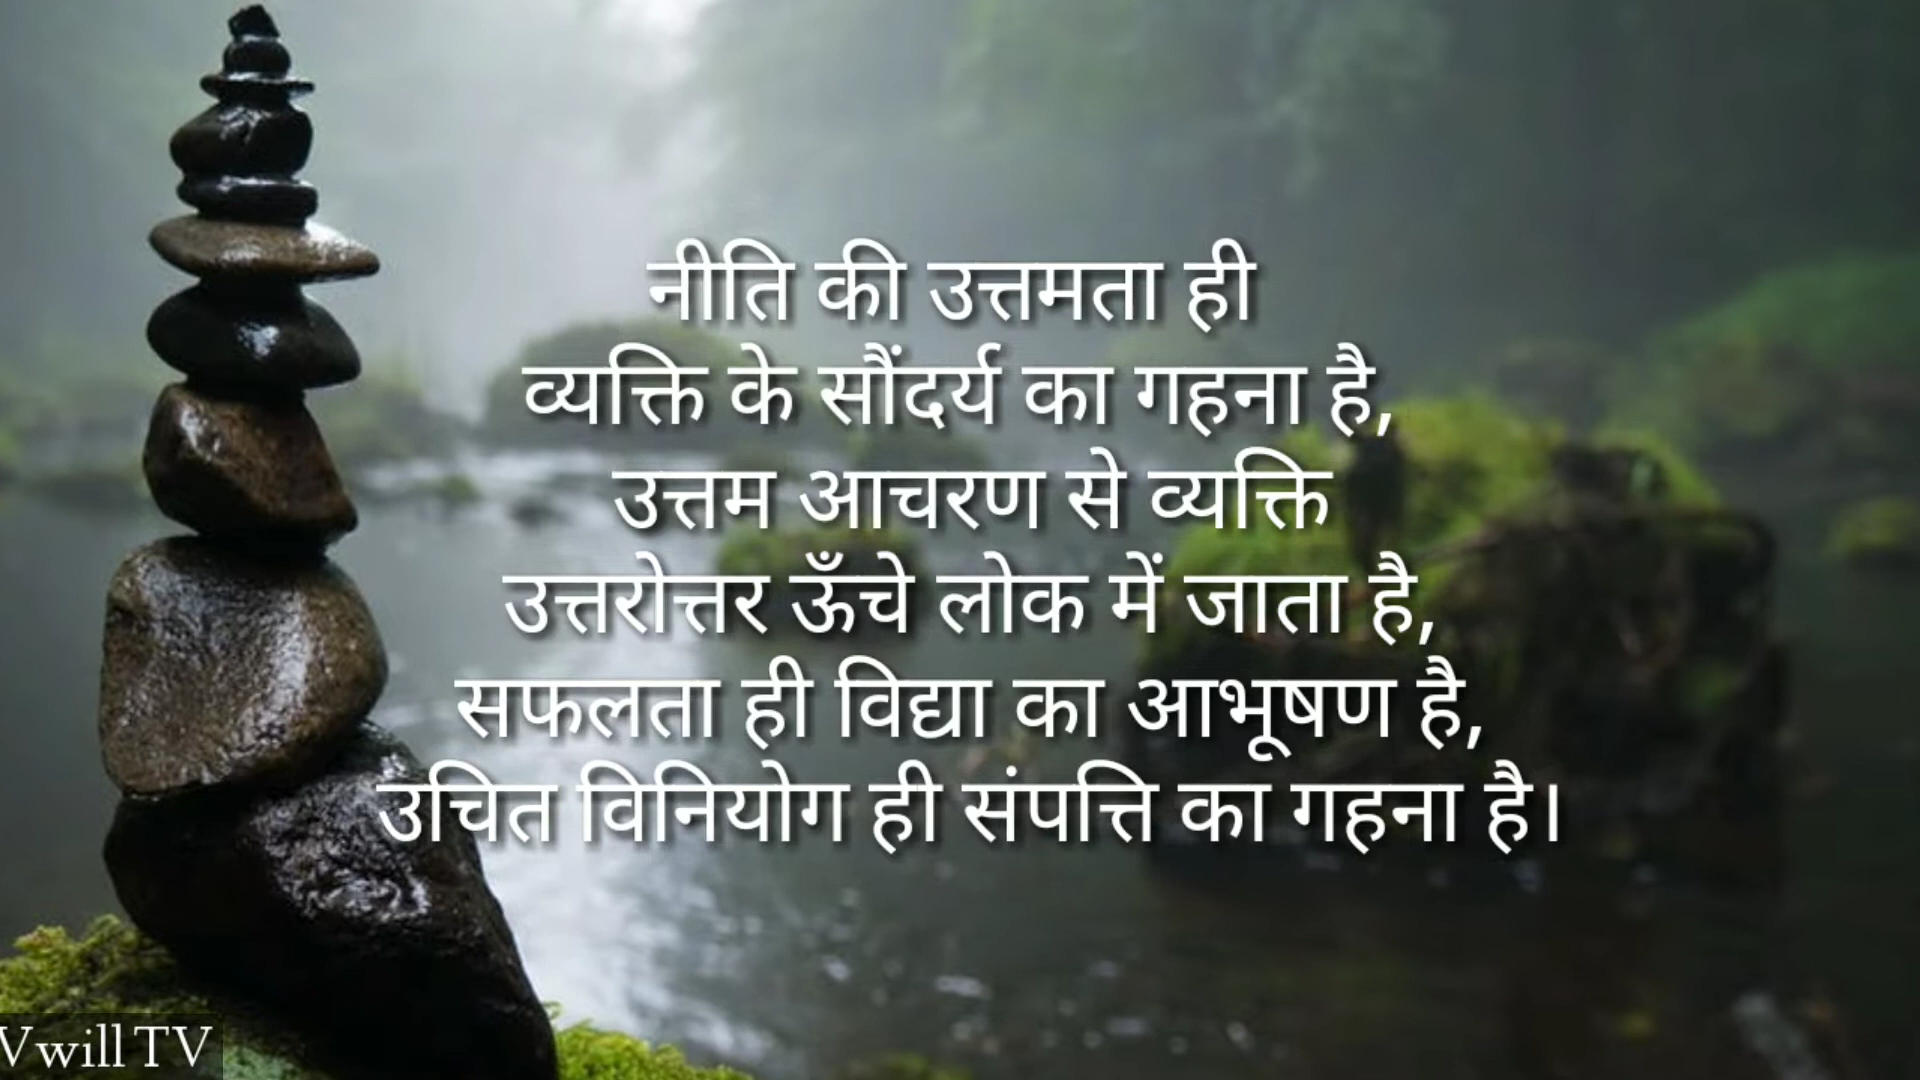 नीति की उत्तमता ही
व्यक्ति के सौंदर्य का गहना है,
उत्तम आचरण से व्यक्ति
उत्तरोत्तर ऊँचे लोक में जाता है,
सफलता ही विद्या का आभूषण है,
उचित विनियोग ही संपत्ति का गहना है।
Vwill TV